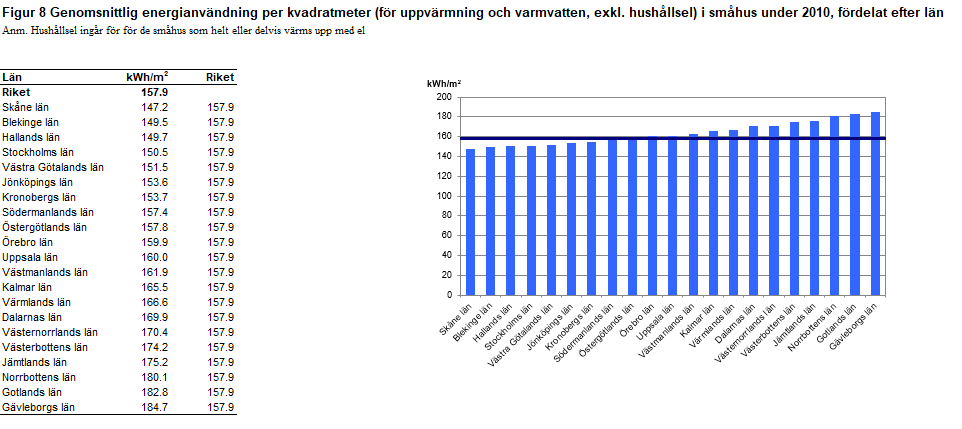 Figur 8 Genomsnittlig energianvändning per kvadratmeter (för uppvärmning och varmvatten, exkl. hushållsel) i småhus under 2010, fördelat efter län
Anm. Hushållsel ingår för för de småhus som helt eller delvis värms upp med el
Län kWh/m² Riket
Riket 157.9
Skåne län 147.2 157.9
Blekinge län 149.5 157.9
Hallands län 149.7 157.9
Stockholms län 150.5 157.9
Västra Götalands län 151.5 157.9
Jönköpings län 153.6 157.9
Kronobergs län 153.7 157.9
Södermanlands län 157.4 157.9
Östergötlands län 157.8 157.9
Örebro län 159.9 157.9
Uppsala län 160.0 157.9
Västmanlands län 161.9 157.9
Kalmar län 165.5 157.9
Värmlands län 166.6 157.9
Dalarnas län 169.9 157.9
Västernorrlands län 170.4 157.9
Västerbottens län 174.2 157.9
Jämtlands län 175.2 157.9
Norrbottens län 180.1 157.9
Gotlands län 182.8 157.9
Gävleborgs län 184.7 157.9
kWh/m²
200
180
160
140
120
100
80
60
40
20
0
Skåne län
Blekinge län
Hallands län
Stockholms län
Västra Götalands län
Jönköpings län
Kronobergs län
Södermanlands län
Östergötlands län
Örebro län
Uppsala län
Västmanlands län
Kalmar län
Värmlands län
Dalarnas län
Västernorrlands län
Västerbottens län
Jämtlands län
Norrbottens län
Gotlands län
Gävleborgs län